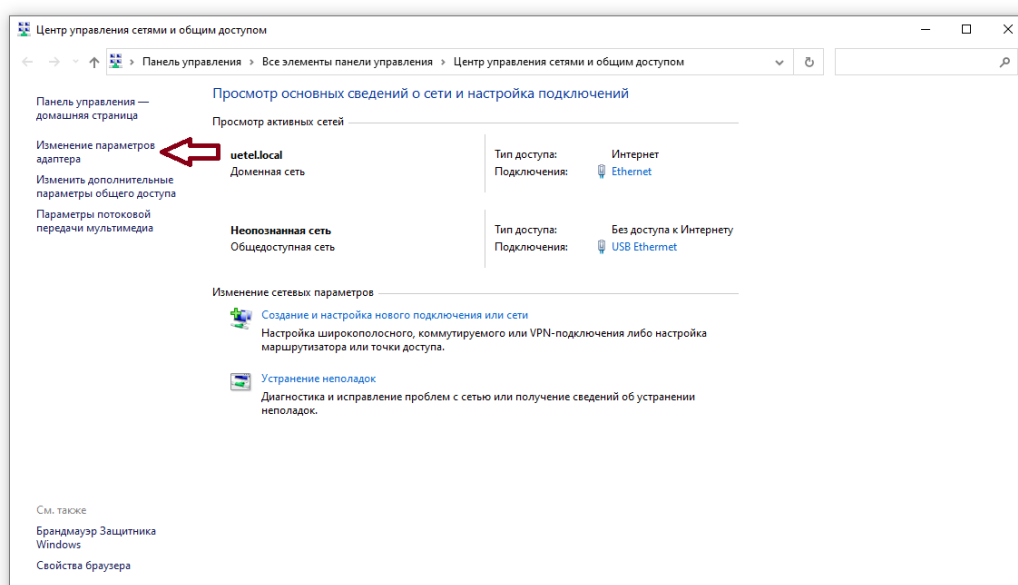 Центр управления сетями и общим доступом
Панель управления › Все элементы панели управления › Центр управления сетями и общим доступом
Панель управления —
домашняя страница
Изменение параметров
адаптера
Изменить дополнительные
параметры общего доступа
Параметры потоковой
передачи мультимедиа
Просмотр основных сведений о сети и настройка подключений
Просмотр активных сетей
uetel.local
Доменная сеть
Тип доступа: Интернет
Подключения: Ethernet
Неопознанная сеть
Общедоступная сеть
Тип доступа: Без доступа к Интернету
Подключения: USB Ethermet
Изменение сетевых параметров
Создание и настройка нового подключения или сети
Настройка широкополосного, коммутируемого или VPN-подключения либо настройка
маршрутизатора или точки доступа.
Устранение неполадок
Диагностика и исправление проблем с сетью или получение сведений об устранении
неполадок.
См. также
Брандмауэр Защитника
Windows
Свойства браузера